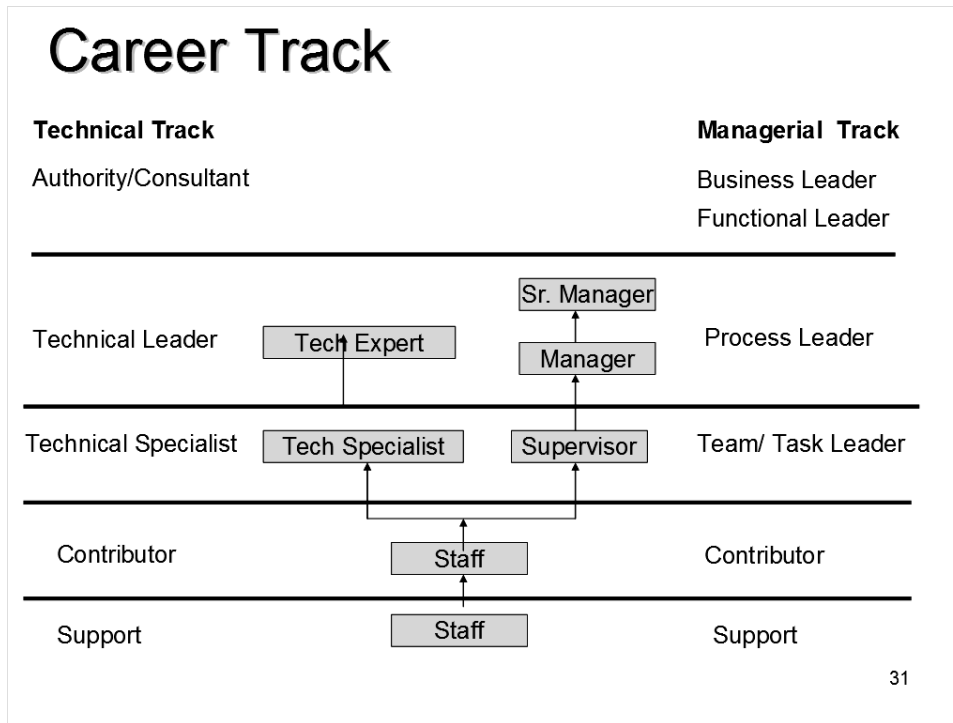 Career Track
Technical Track
Managerial Track
Authority/Consultant
Business Leader
Functional Leader
Sr. Manager
Technical Leader
Tech Expert
Manager
Process Leader
Technical Specialist
Tech Specialist
Supervisor
Team/ Task Leader
Contributor
Staff
Contributor
Support
Staff
Support
31